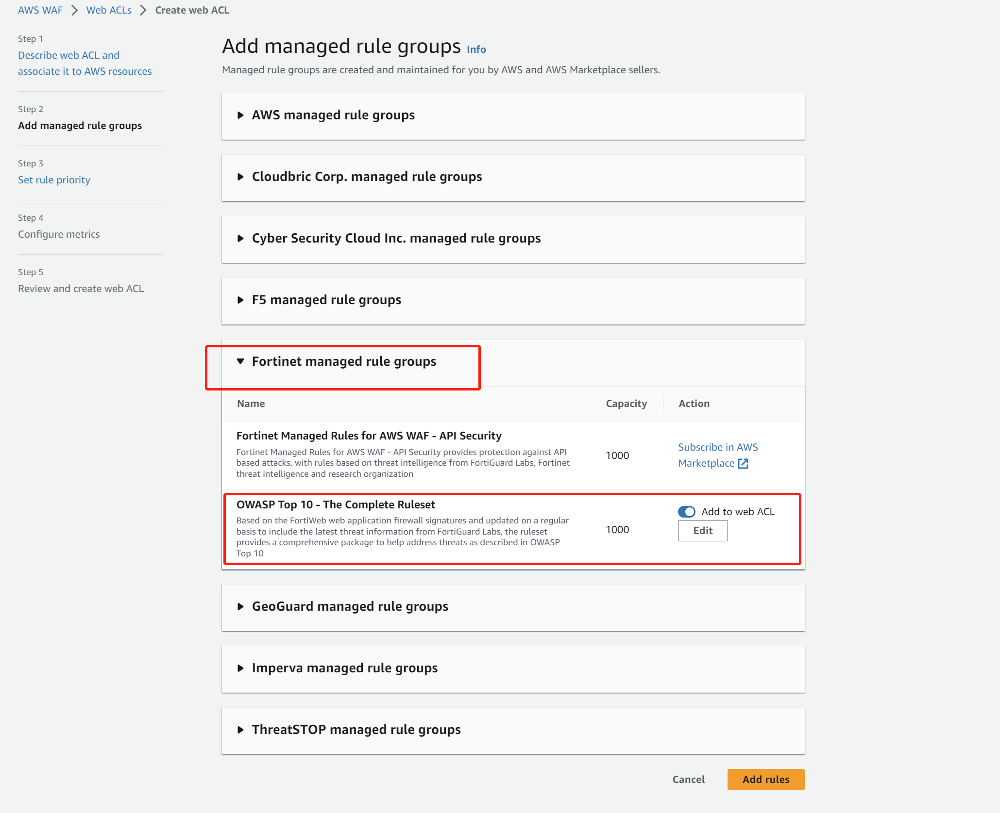 AWS WAF > Web ACLs > Create web ACL
Step 1
Describe web ACL and
associate it to AWS resources
Step 2
Add managed rule groups
Step 3
Set rule priority
Step 4
Configure metrics
Step 5
Review and create web ACL
Add managed rule groups Info
Managed rule groups are created and maintained for you by AWS and AWS Marketplace sellers.
AWS managed rule groups
Cloudbric Corp. managed rule groups
Cyber Security Cloud Inc. managed rule groups
F5 managed rule groups
Fortinet managed rule groups
Name Capacity Action
Fortinet Managed Rules for AWS WAF - API Security
Fortinet Managed Rules for AWS WAF - API Security provides protection against API
based attacks, with rules based on threat intelligence from FortiGuard Labs, Fortinet
threat intelligence and research organization
1000
Subscribe in AWS
Marketplace
OWASP Top 10 - The Complete Ruleset
Based on the FortiWeb web application firewall signatures and updated on a regular
basis to include the latest threat information from FortiGuard Labs, the ruleset
provides a comprehensive package to help address threats as described in OWASP
Top 10
1000
Add to web ACL
Edit
GeoGuard managed rule groups
Imperva managed rule groups
ThreatSTOP managed rule groups
Cancel Add rules